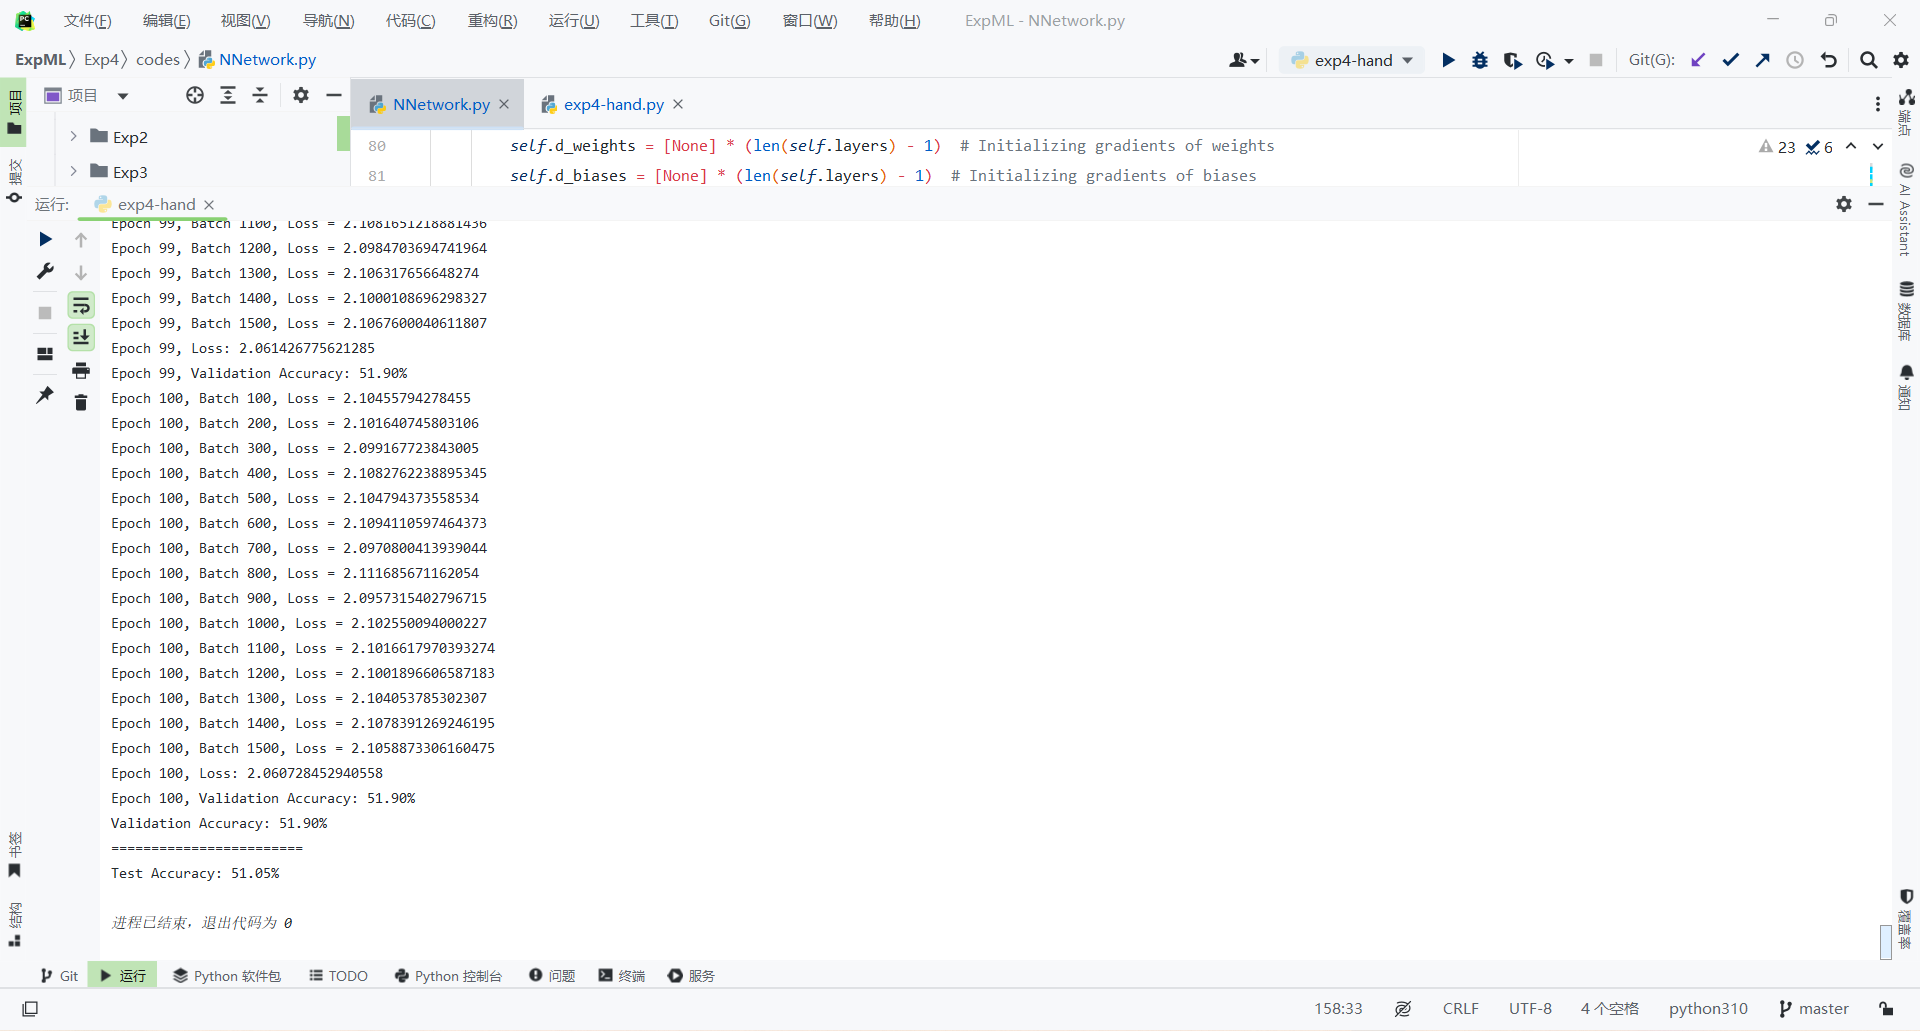 文件(F) 编辑(E) 视图(V) 导航(N) 代码(C) 重构(R) 运行(U) 工具(T) Git(G) 窗口(W) 帮助(H) ExpML - NNetwork.py
ExpML Exp4 codes NNetwork.py exp4-hand Git(G):
项目 NNetwork.py exp4-hand.py
项目
提交
Exp2
Exp3
80 self.d_weights = [None] * (len(self.layers) - 1) # Initializing gradients of weights
81 self.d_biases = [None] * (len(self.layers) - 1) # Initializing gradients of biases
23 6
运行: exp4-hand
Epoch 99, Batch 1100, Loss = 2.1081651218881436
Epoch 99, Batch 1200, Loss = 2.0984703694741964
Epoch 99, Batch 1300, Loss = 2.106317656648274
Epoch 99, Batch 1400, Loss = 2.1000108696298327
Epoch 99, Batch 1500, Loss = 2.1067600040611807
Epoch 99, Loss: 2.061426775621285
Epoch 99, Validation Accuracy: 51.90%
Epoch 100, Batch 100, Loss = 2.10455794278455
Epoch 100, Batch 200, Loss = 2.101640745803106
Epoch 100, Batch 300, Loss = 2.099167723843005
Epoch 100, Batch 400, Loss = 2.1082762238895345
Epoch 100, Batch 500, Loss = 2.104794373558534
Epoch 100, Batch 600, Loss = 2.1094110597464373
Epoch 100, Batch 700, Loss = 2.0970800413939044
Epoch 100, Batch 800, Loss = 2.111685671162054
Epoch 100, Batch 900, Loss = 2.0957315402796715
Epoch 100, Batch 1000, Loss = 2.102550094000227
Epoch 100, Batch 1100, Loss = 2.1016617970393274
Epoch 100, Batch 1200, Loss = 2.1001896606587183
Epoch 100, Batch 1300, Loss = 2.104053785302307
Epoch 100, Batch 1400, Loss = 2.1078391269246195
Epoch 100, Batch 1500, Loss = 2.1058873306160475
Epoch 100, Loss: 2.060728452940558
Epoch 100, Validation Accuracy: 51.90%
Validation Accuracy: 51.90%
========================
Test Accuracy: 51.05%
进程已结束，退出代码为 0
书签
结构
端点
AI Assistant
数据库
通知
覆盖率
Git 运行 Python 软件包 TODO Python 控制台 问题 终端 服务
158:33 CRLF UTF-8 4 个空格 python310 master